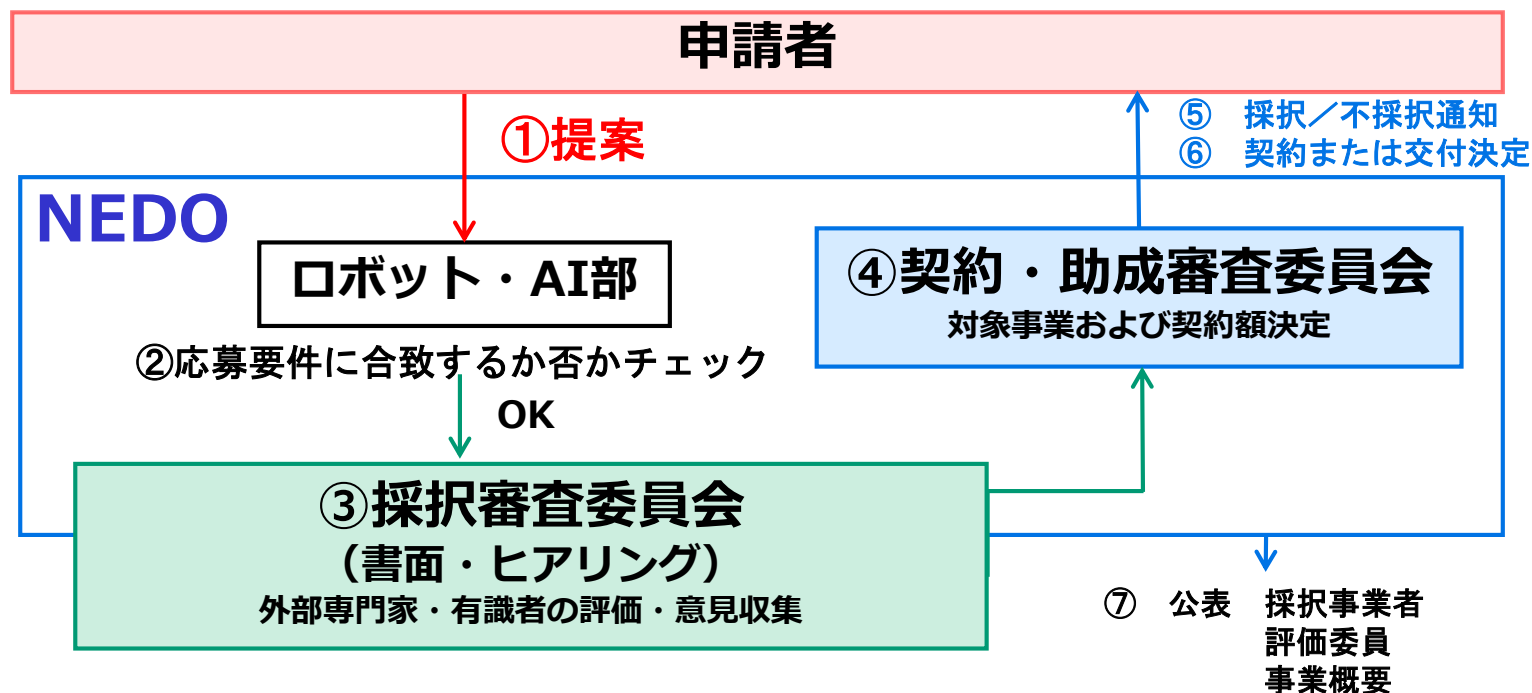 申請者
①提案
⑤　採択／不採択通知
⑥　契約または交付決定
NEDO
ロボット・AI部
②応募要件に合致するか否かチェック
OK
③採択審査委員会
（書面・ヒアリング）
外部専門家・有識者の評価・意見収集
④契約・助成審査委員会
対象事業および契約額決定
⑦　公表　採択事業者
評価委員
事業概要